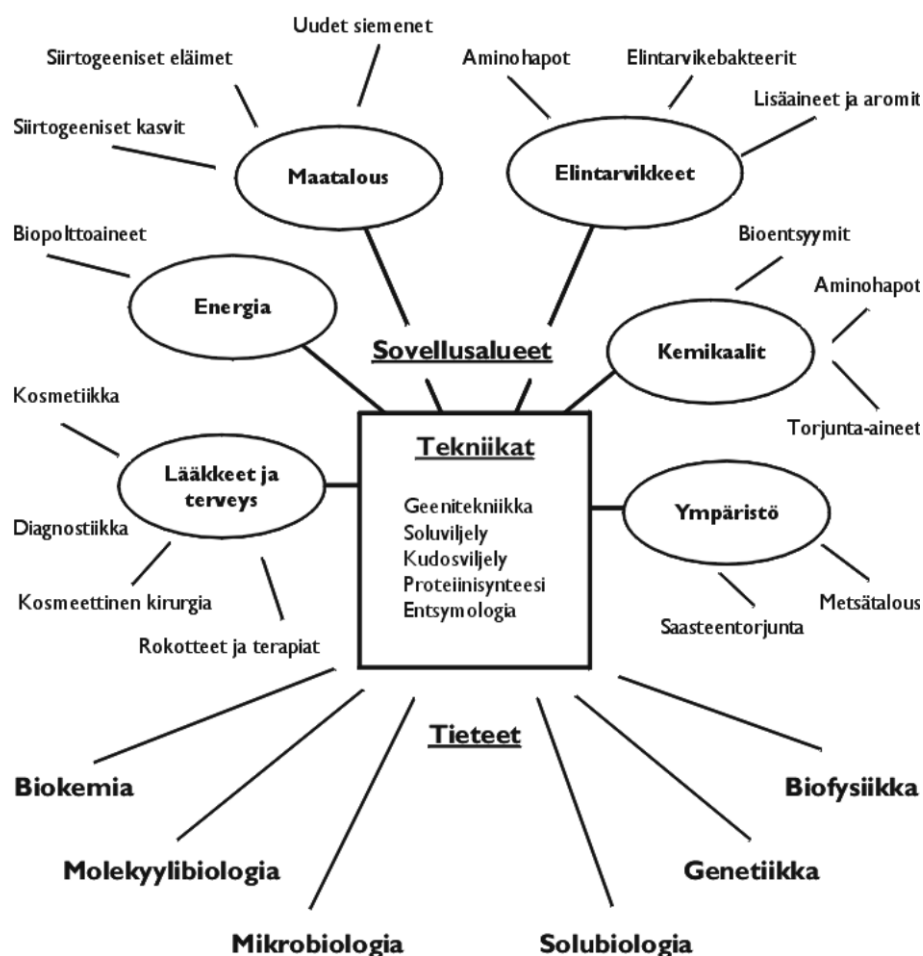 Uudet siemenet
Siirtogeeniset eläimet
Siirtogeeniset kasvit
Maatalous
Aminohapot
Elintarvikebakteerit
Lisäaineet ja aromit
Elintarvikkeet
Biopolttoaineet
Energia
Sovellusalueet
Bioentsyymit
Aminohapot
Kemikaalit
Torjunta-aineet
Kosmetiikka
Lääkkeet ja
terveys
Diagnostiikka
Kosmeettinen kirurgia
Rokotteet ja terapiat
Tekniikat
Geenitekniikka
Soluviljely
Kudosviljely
Proteiinisynteesi
Entsymologia
Ympäristö
Metsätalous
Saasteentorjunta
Tieteet
Biokemia
Biofysiikka
Molekyylibiologia
Genetiikka
Mikrobiologia
Solubiologia